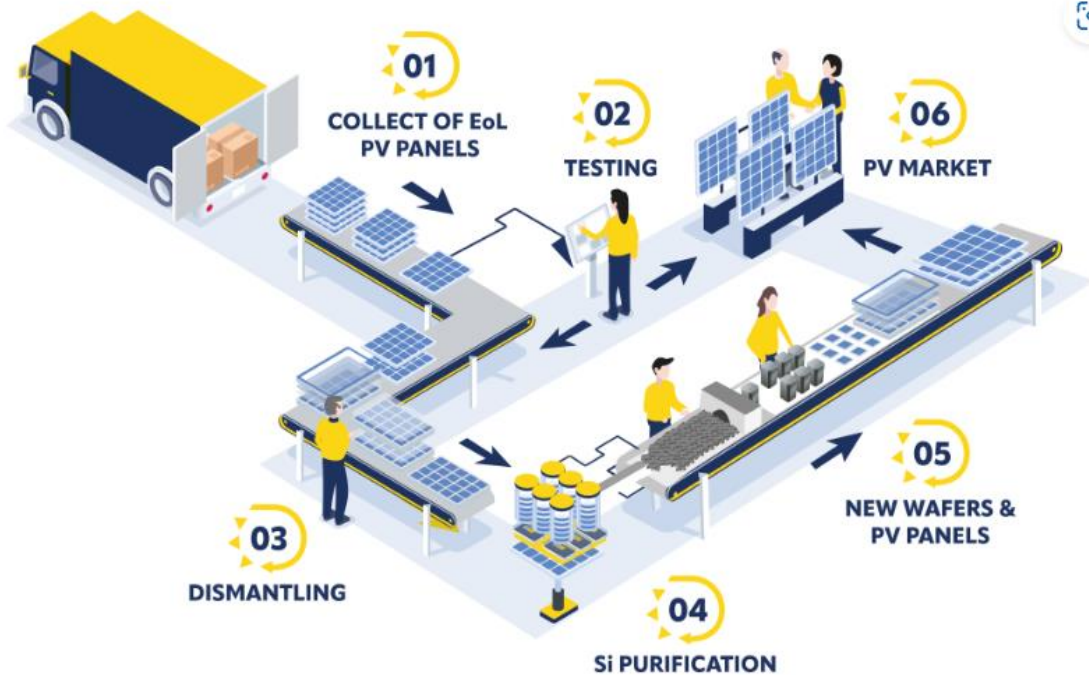 01
COLLECT OF EoL
PV PANELS
02
TESTING
06
PV MARKET
05
NEW WAFERS &
PV PANELS
03
DISMANTLING
04
Si PURIFICATION